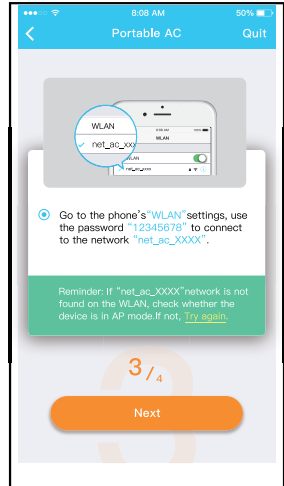 8:08 AM
50%
Portable AC
Quit
WLAN
net_ac_xxx
WLAN
WLAN
net_ac_xxx
Go to the phone's“WLAN”settings, use
the password “12345678” to connect
to the network “net_ac_XXXX”.
Reminder: If “net_ac_XXXX”network is not
found on the WLAN, check whether the
device is in AP mode.If not, Try again.
3/4
Next